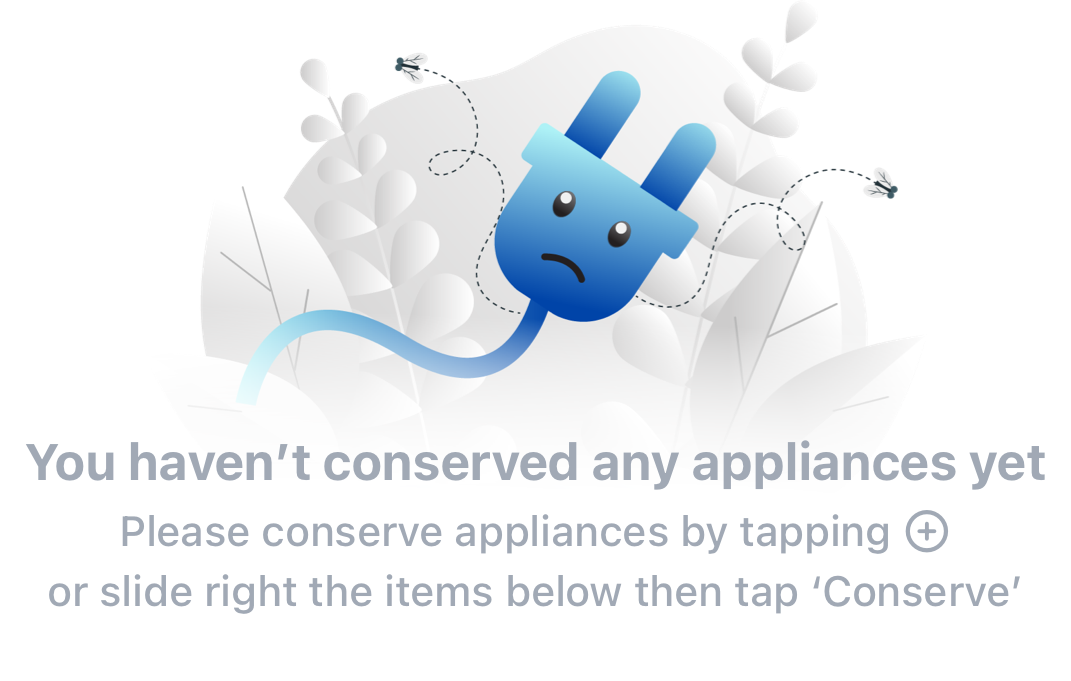 You haven’t conserved any appliances yet
Please conserve appliances by tapping ⊕
or slide right the items below then tap ‘Conserve’